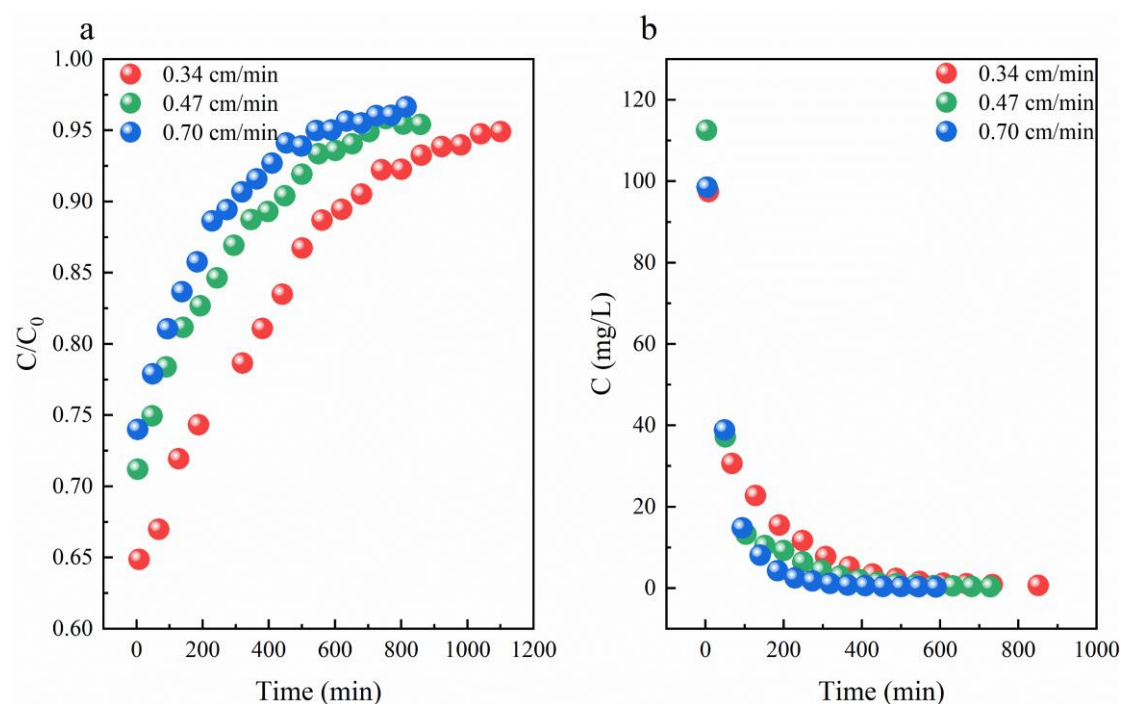 a
C/C₀
1.00
0.95
0.90
0.85
0.80
0.75
0.70
0.65
0.60
0.34 cm/min
0.47 cm/min
0.70 cm/min
0 200 400 600 800 1000 1200
Time (min)
b
C (mg/L)
120
100
80
60
40
20
0
0.34 cm/min
0.47 cm/min
0.70 cm/min
0 200 400 600 800 1000
Time (min)